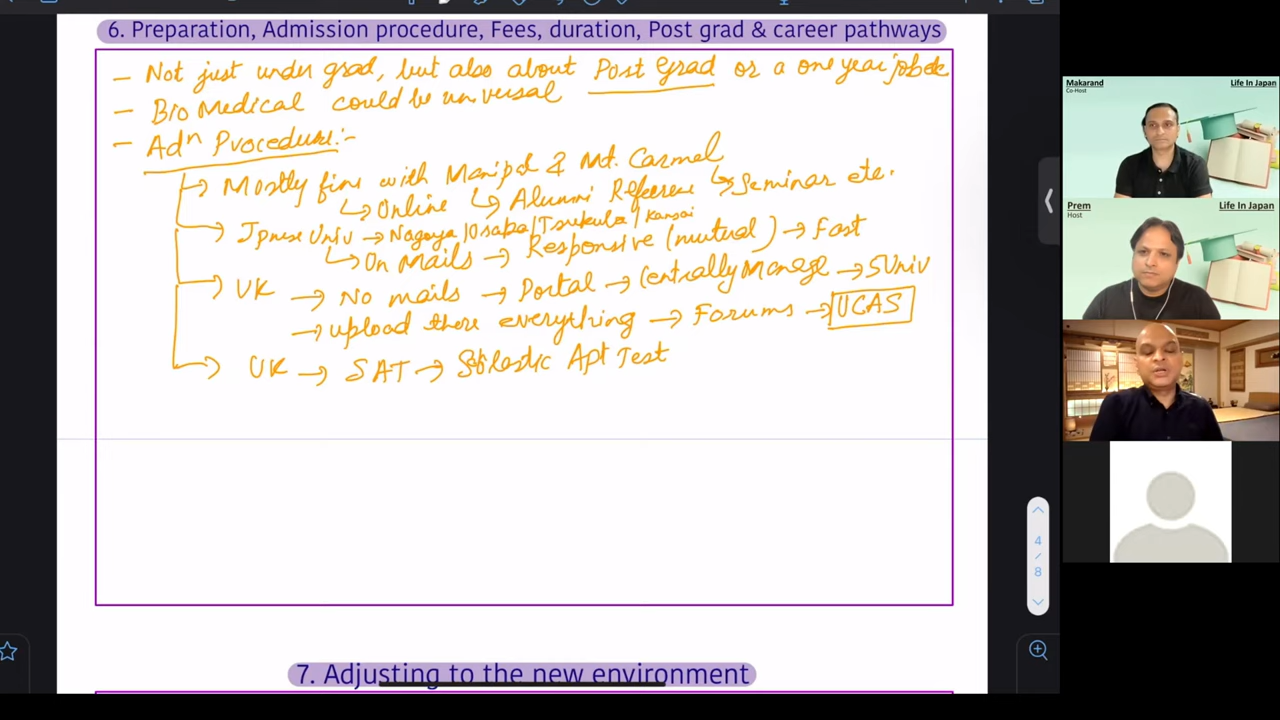 6. Preparation, Admission procedure, Fees, duration, Post grad & career pathways
- Not just under grad, but also about Post Grad or a one year job etc
- Bio Medical could be universal
- Adn Procedure:-
→ Mostly fine with Manipal & Mt. Carmel
↳ Online ↳ Alumni Reference ↳ Seminar etc.
→ Jpnese Univ → Nagoya / Osaka / Tsukuba / Kansai
↳ On Mails → Responsive (mutual) → Fast
→ UK → No mails → Portal → Centrally Manage → 5 Univ
→ upload there everything → Forums → UCAS
→ UK → SAT → Apt Test
7. Adjusting to the new environment
4
/
8
Makarand
Co-Host
Life In Japan
Prem
Host
Life In Japan